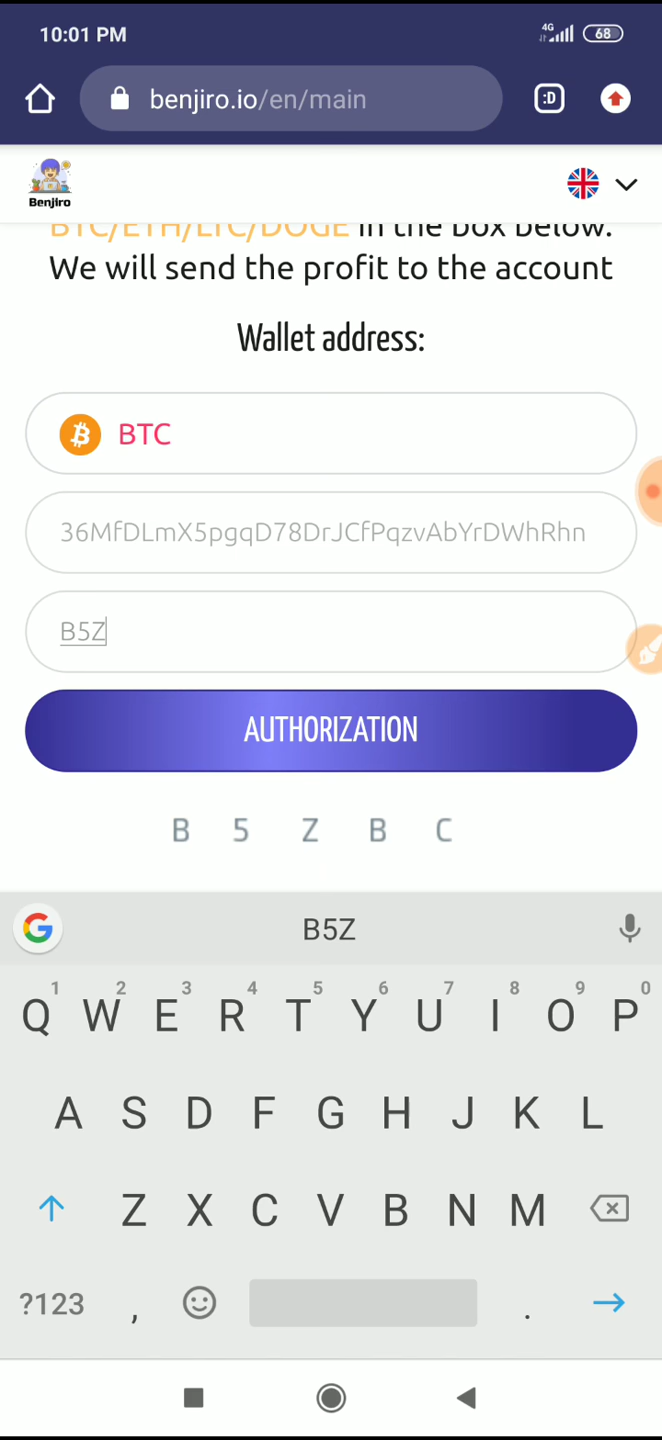 10:01 PM
4G
68
benjiro.io/en/main
:D
Benjiro
BTC/ETH/LTC/DOGE in the box below.
We will send the profit to the account
Wallet address:
BTC
36MfDLmX5pgqD78DrJCfPqzvAbYrDWhRhn
B5Z
AUTHORIZATION
B 5 Z B C
B5Z
1 2 3 4 5 6 7 8 9 0
Q W E R T Y U I O P
A S D F G H J K L
Z X C V B N M
?123 , .